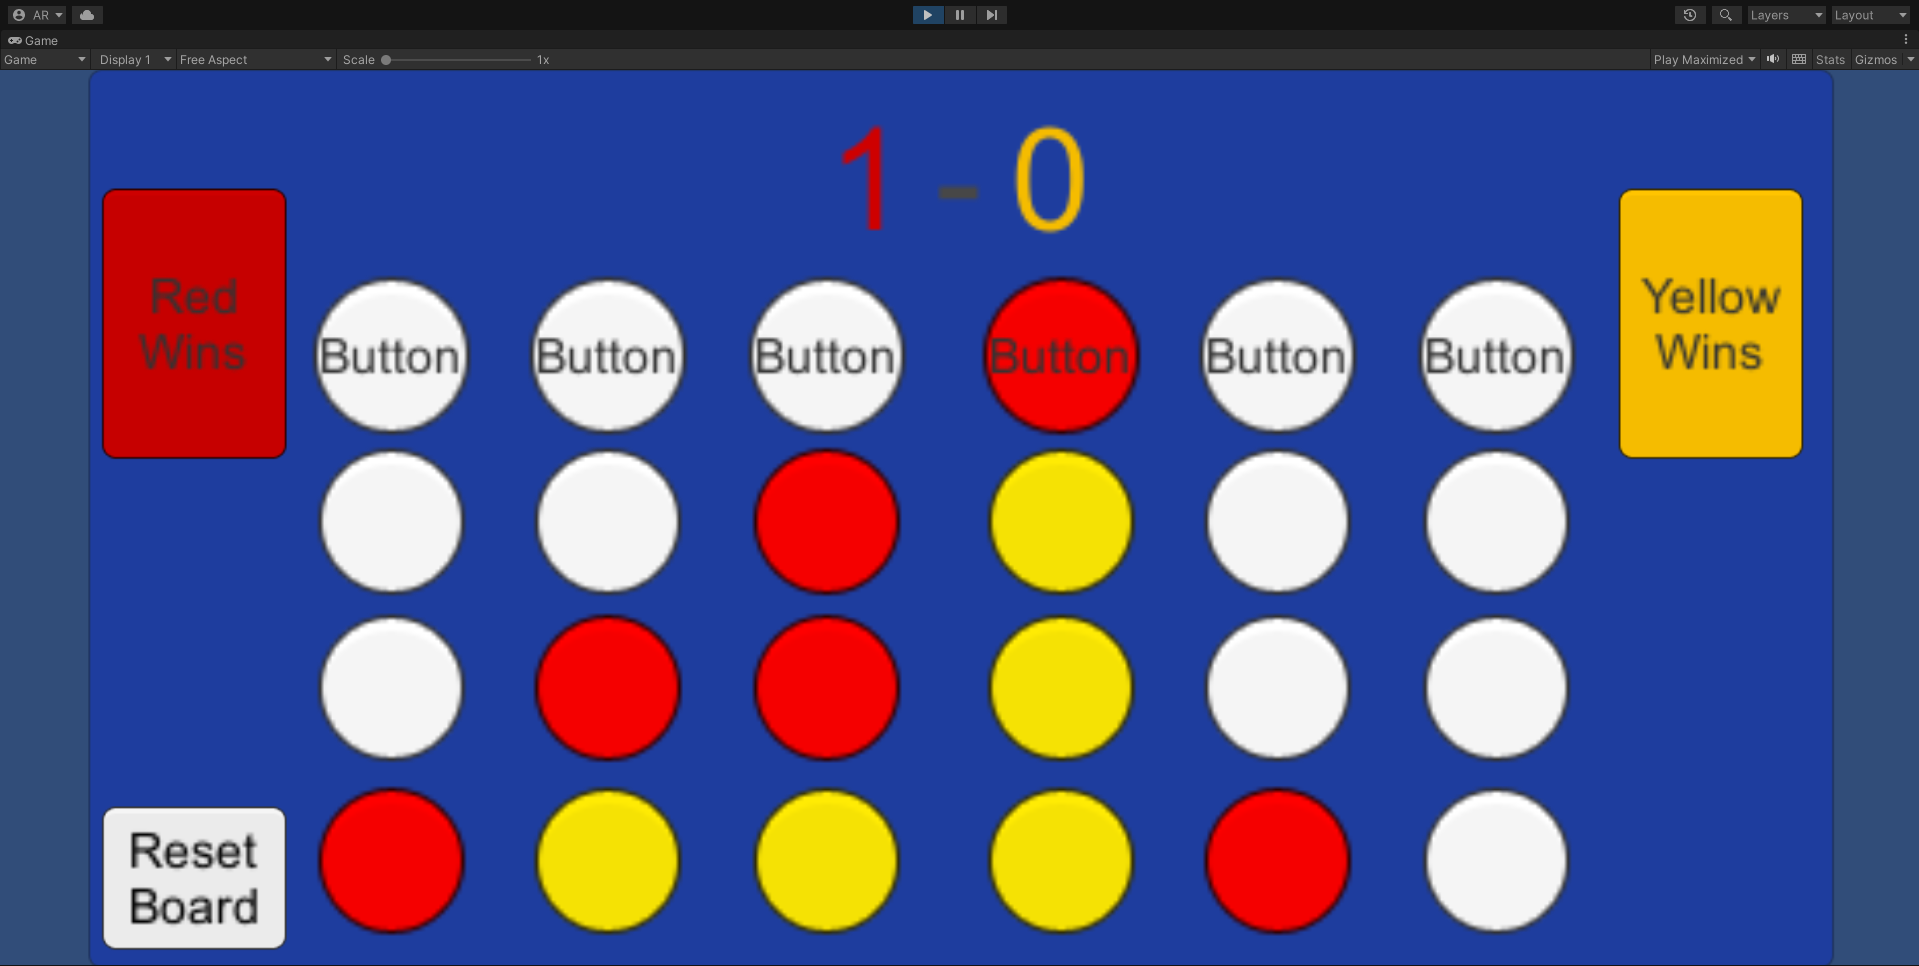 AR
Layers
Layout
Game
Game
Display 1
Free Aspect
Scale
1x
Play Maximized
Stats
Gizmos
1 - 0
Red
Wins
Yellow
Wins
Button
Button
Button
Button
Button
Button
Reset
Board